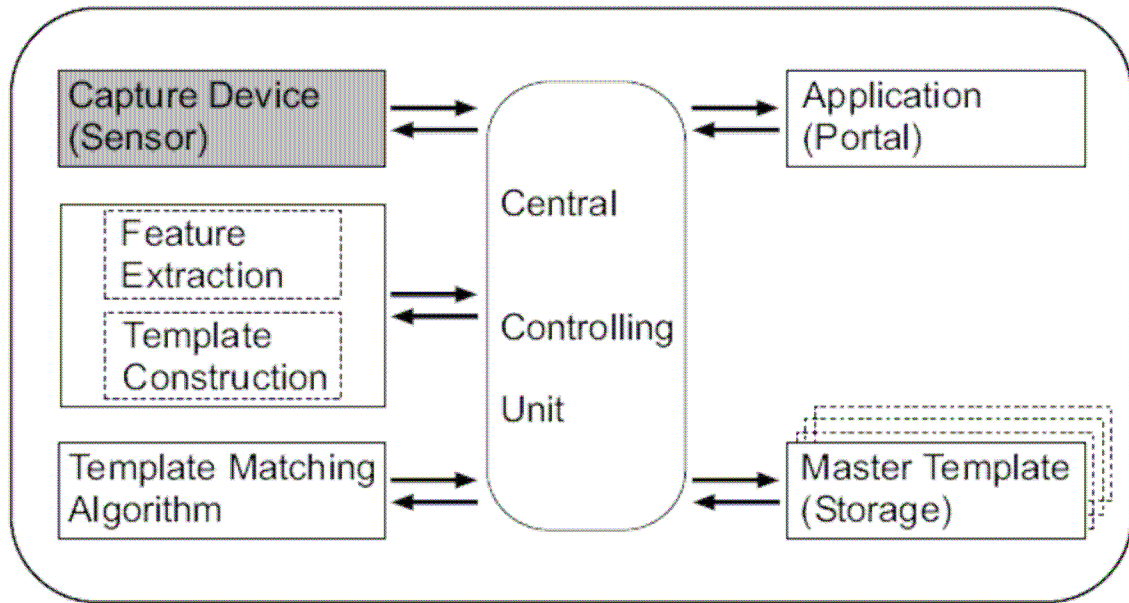 Capture Device
(Sensor)
Feature
Extraction
Template
Construction
Template Matching
Algorithm
Central
Controlling
Unit
Application
(Portal)
Master Template
(Storage)